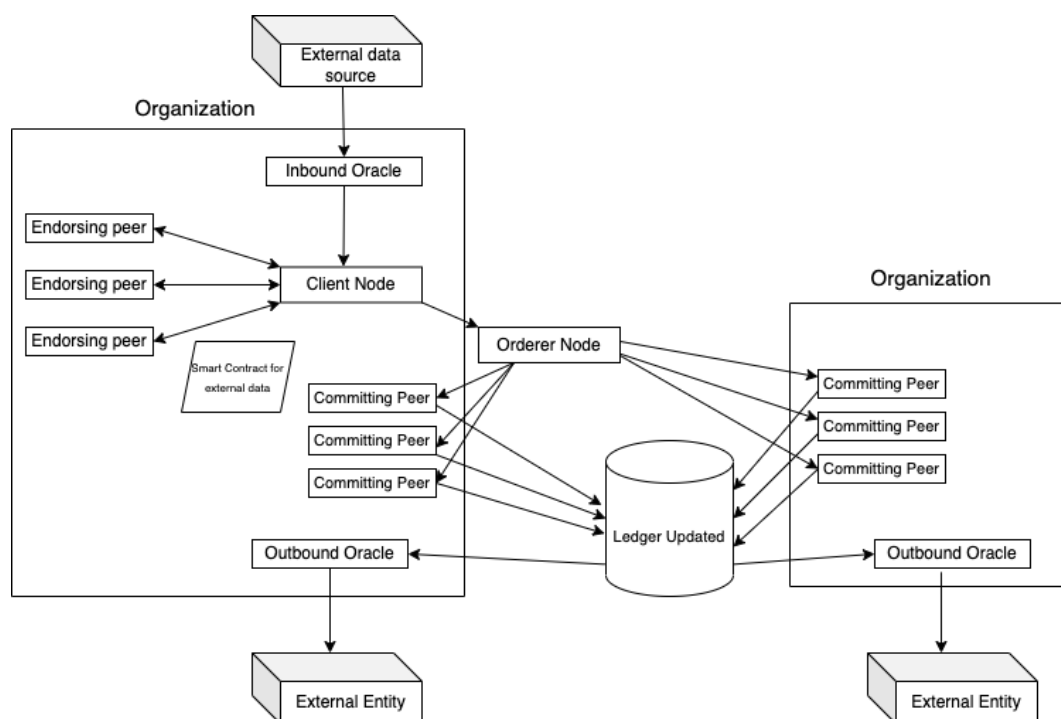 External data
source
Organization
Inbound Oracle
Endorsing peer
Endorsing peer
Client Node
Organization
Endorsing peer
Orderer Node
Smart Contract for
external data
Committing Peer
Committing Peer
Committing Peer
Committing Peer
Committing Peer
Committing Peer
Ledger Updated
Outbound Oracle
Outbound Oracle
External Entity
External Entity